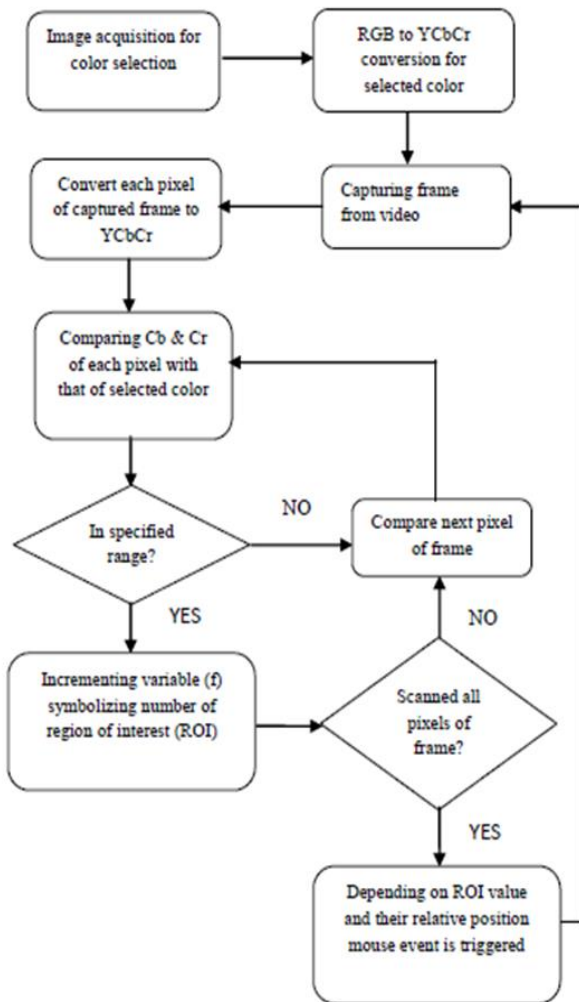 Image acquisition for
color selection
RGB to YCbCr
conversion for
selected color
Convert each pixel
of captured frame to
YCbCr
Capturing frame
from video
Comparing Cb & Cr
of each pixel with
that of selected color
In specified
range?
NO
Compare next pixel
of frame
YES
NO
Incrementing variable (f)
symbolizing number of
region of interest (ROI)
Scanned all
pixels of
frame?
YES
Depending on ROI value
and their relative position
mouse event is triggered